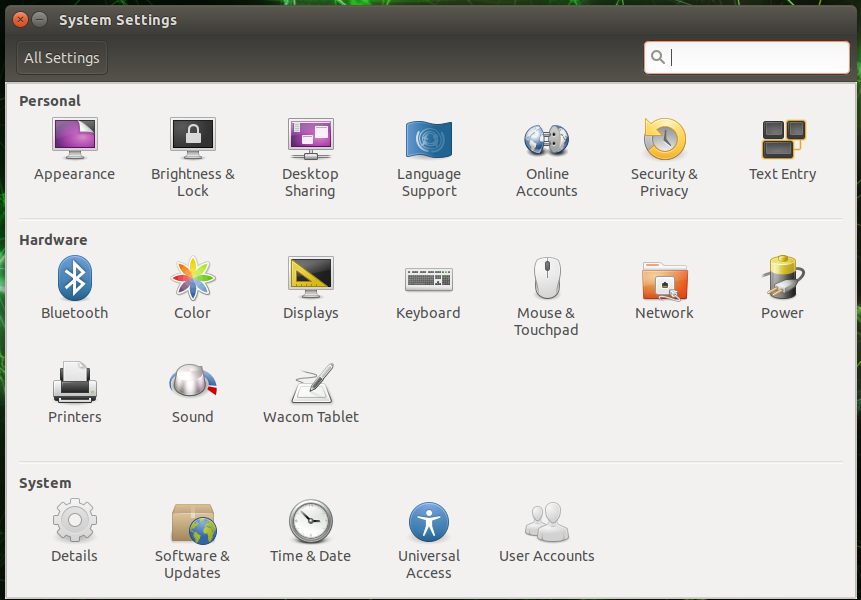 System Settings
All Settings
Personal
Appearance
Brightness &
Lock
Desktop
Sharing
Language
Support
Online
Accounts
Security &
Privacy
Text Entry
Hardware
Bluetooth
Color
Displays
Keyboard
Mouse &
Touchpad
Network
Power
Printers
Sound
Wacom Tablet
System
Details
Software &
Updates
Time & Date
Universal
Access
User Accounts